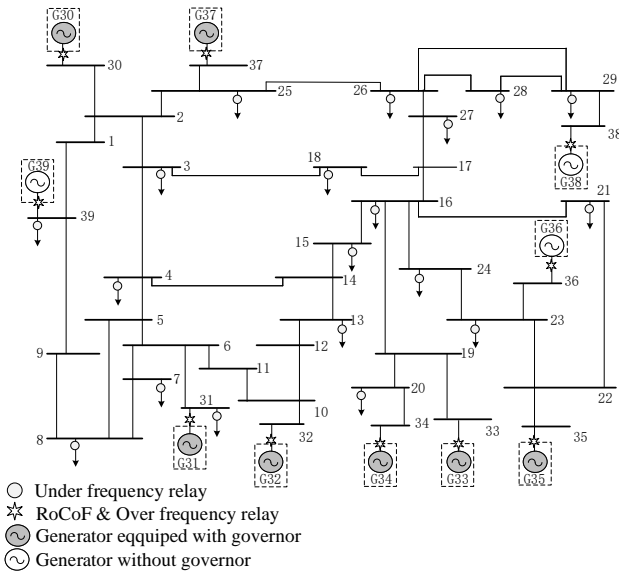 G30
G37
30
37
25
26
28
29
2
27
38
1
G39
G38
3
18
17
21
39
16
G36
15
4
14
24
36
5
13
23
9
6
12
19
11
7
20
22
31
10
8
32
34
33
35
G31
G32
G34
G33
G35
Under frequency relay
RoCoF & Over frequency relay
Generator equiped with governor
Generator without governor